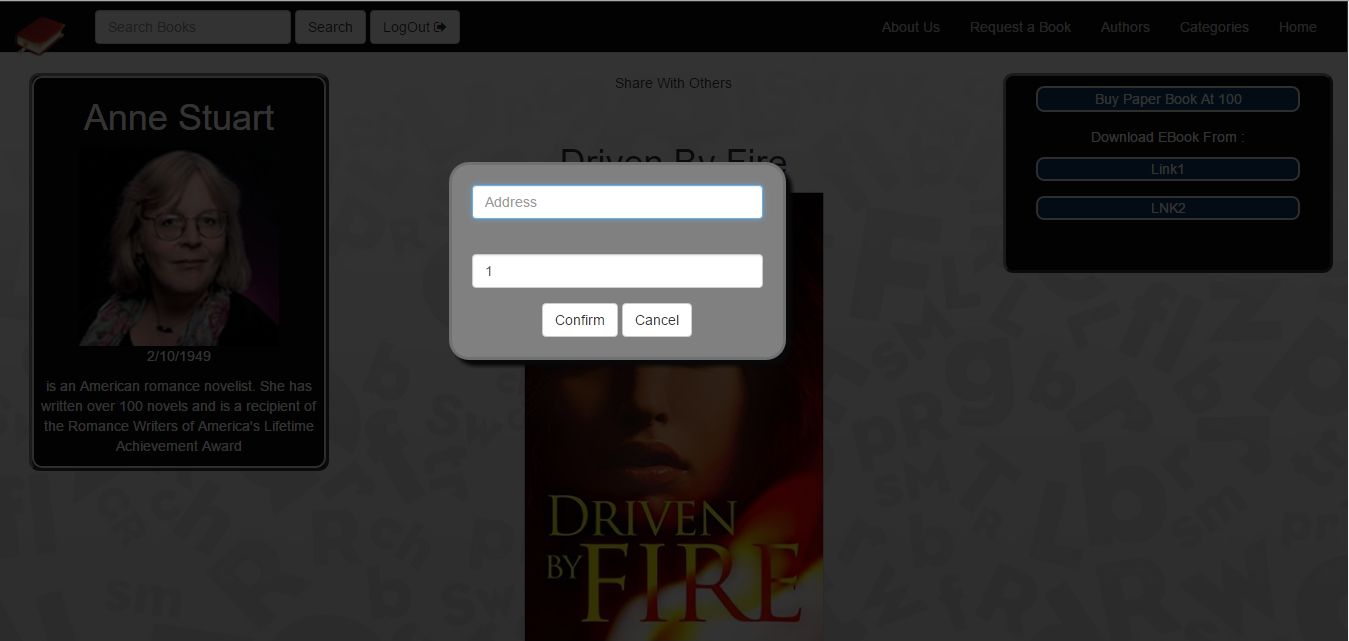 Search Books
Search
LogOut
About Us
Request a Book
Authors
Categories
Home
Anne Stuart
2/10/1949
is an American romance novelist. She has
written over 100 novels and is a recipient of
the Romance Writers of America's Lifetime
Achievement Award
Share With Others
Driven By Fire
Address
1
Confirm
Cancel
DRIVEN
BY FIRE
Buy Paper Book At 100
Download EBook From :
Link1
LNK2